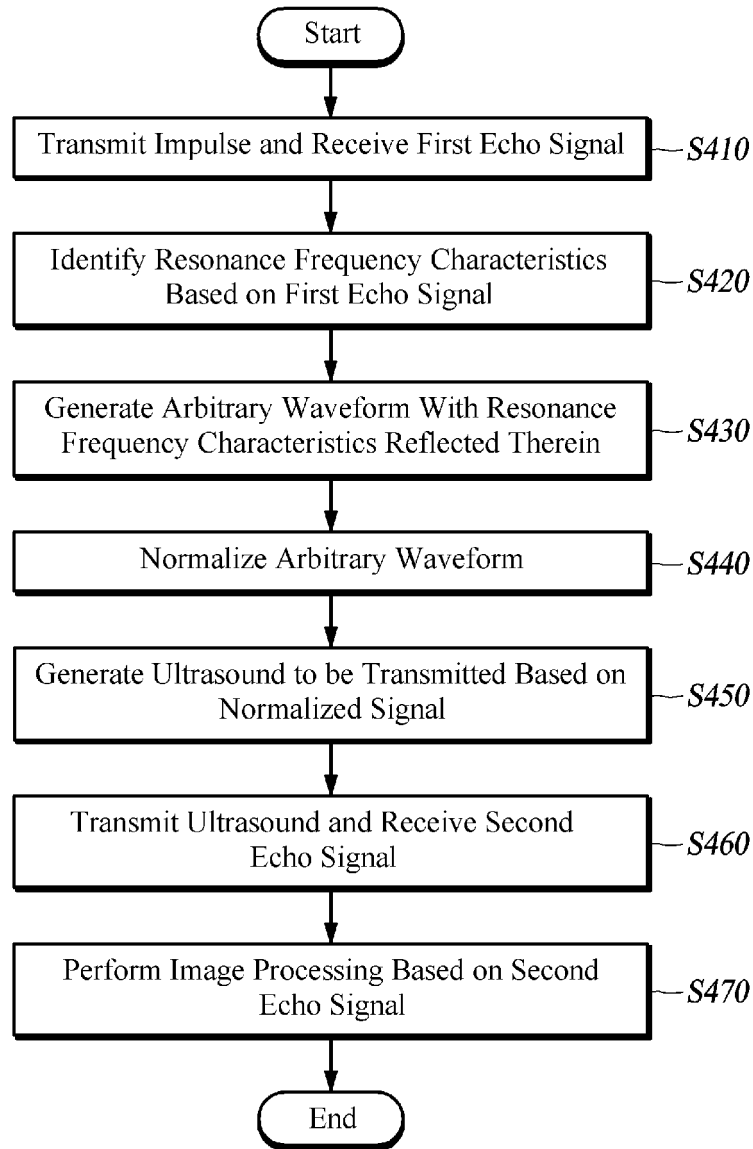 Start
Transmit Impulse and Receive First Echo Signal
S410
Identify Resonance Frequency Characteristics
Based on First Echo Signal
S420
Generate Arbitrary Waveform With Resonance
Frequency Characteristics Reflected Therein
S430
Normalize Arbitrary Waveform
S440
Generate Ultrasound to be Transmitted Based on
Normalized Signal
S450
Transmit Ultrasound and Receive Second
Echo Signal
S460
Perform Image Processing Based on Second
Echo Signal
S470
End